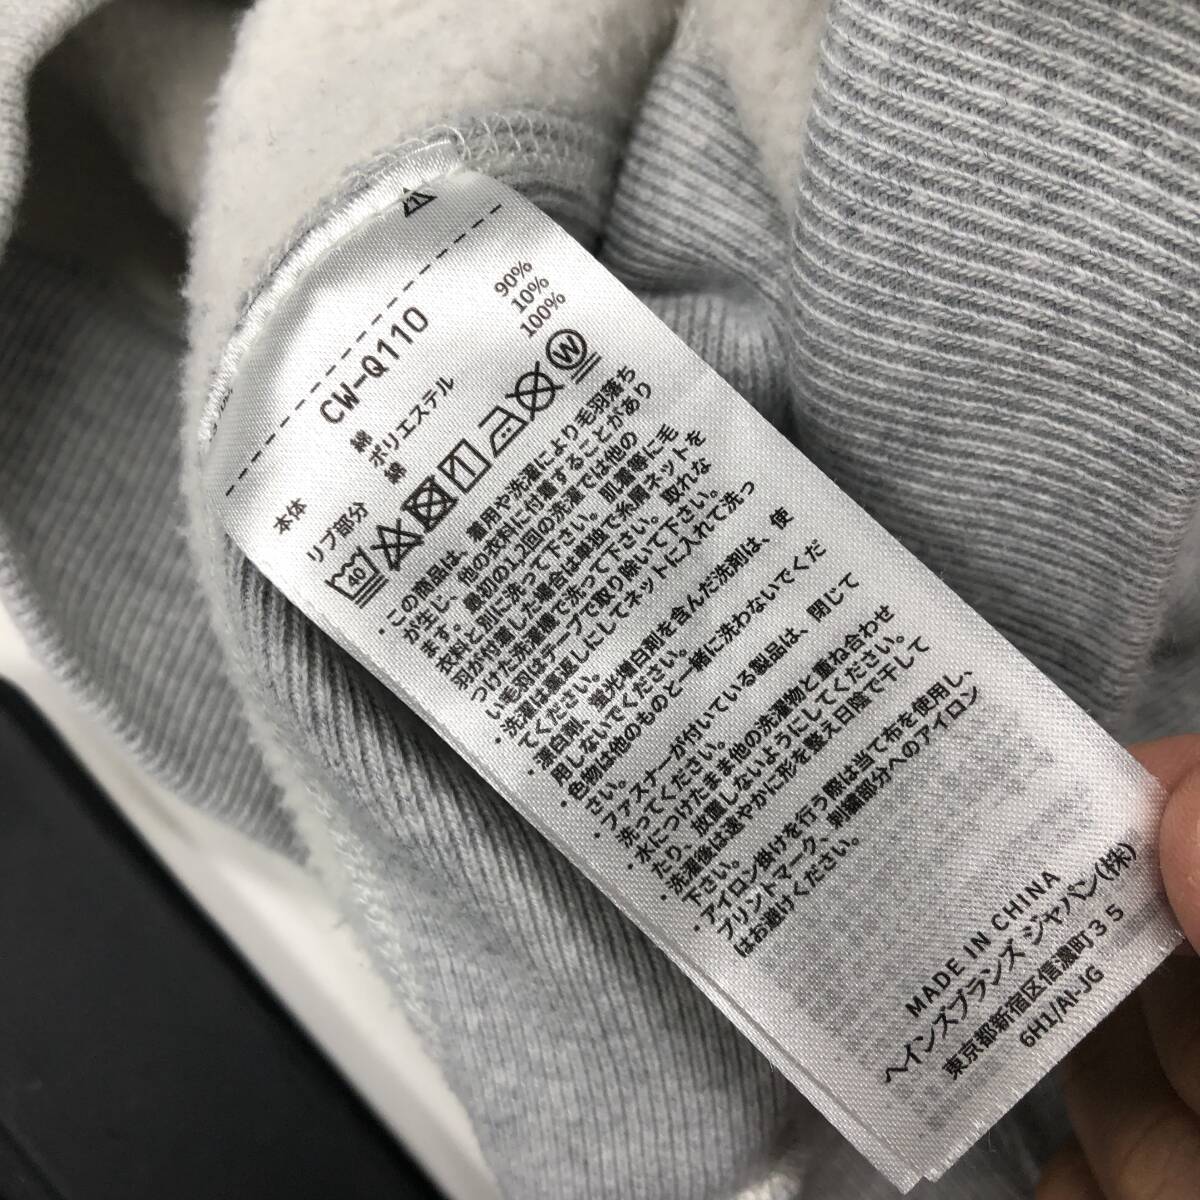 CW-Q110
本体 綿 90%
ポリエステル 10%
リブ部分 綿 100%
40 W
・この商品は、着用や洗濯により毛羽落ち
が生じ、他の衣料に付着することがあり
ます。最初の1,2回の洗濯では他の
衣料と別に洗って下さい。肌着等に毛
羽が付着した場合は単独で糸屑ネットを
つけた洗濯機で洗って下さい。取れな
い毛羽はテープで取り除いて下さい。
・洗濯は裏返しにしてネットに入れて洗っ
てください。
・漂白剤、蛍光増白剤を含んだ洗剤は、使
用しないでください。
・色物は他のものと一緒に洗わないでくだ
さい。
・ファスナーが付いている製品は、閉じて
洗ってください。
・水につけたまま他の洗濯物と重ね合わせ
たり、放置しないようにしてください。
・洗濯後は速やかに形を整え日陰で干して
下さい。
・アイロン掛けを行う際は当て布を使用し、
プリントマーク、刺繍部分へのアイロン
はお避けください。
MADE IN CHINA
ヘインズブランズ ジャパン(株)
東京都新宿区信濃町35
6H1/AI-JG